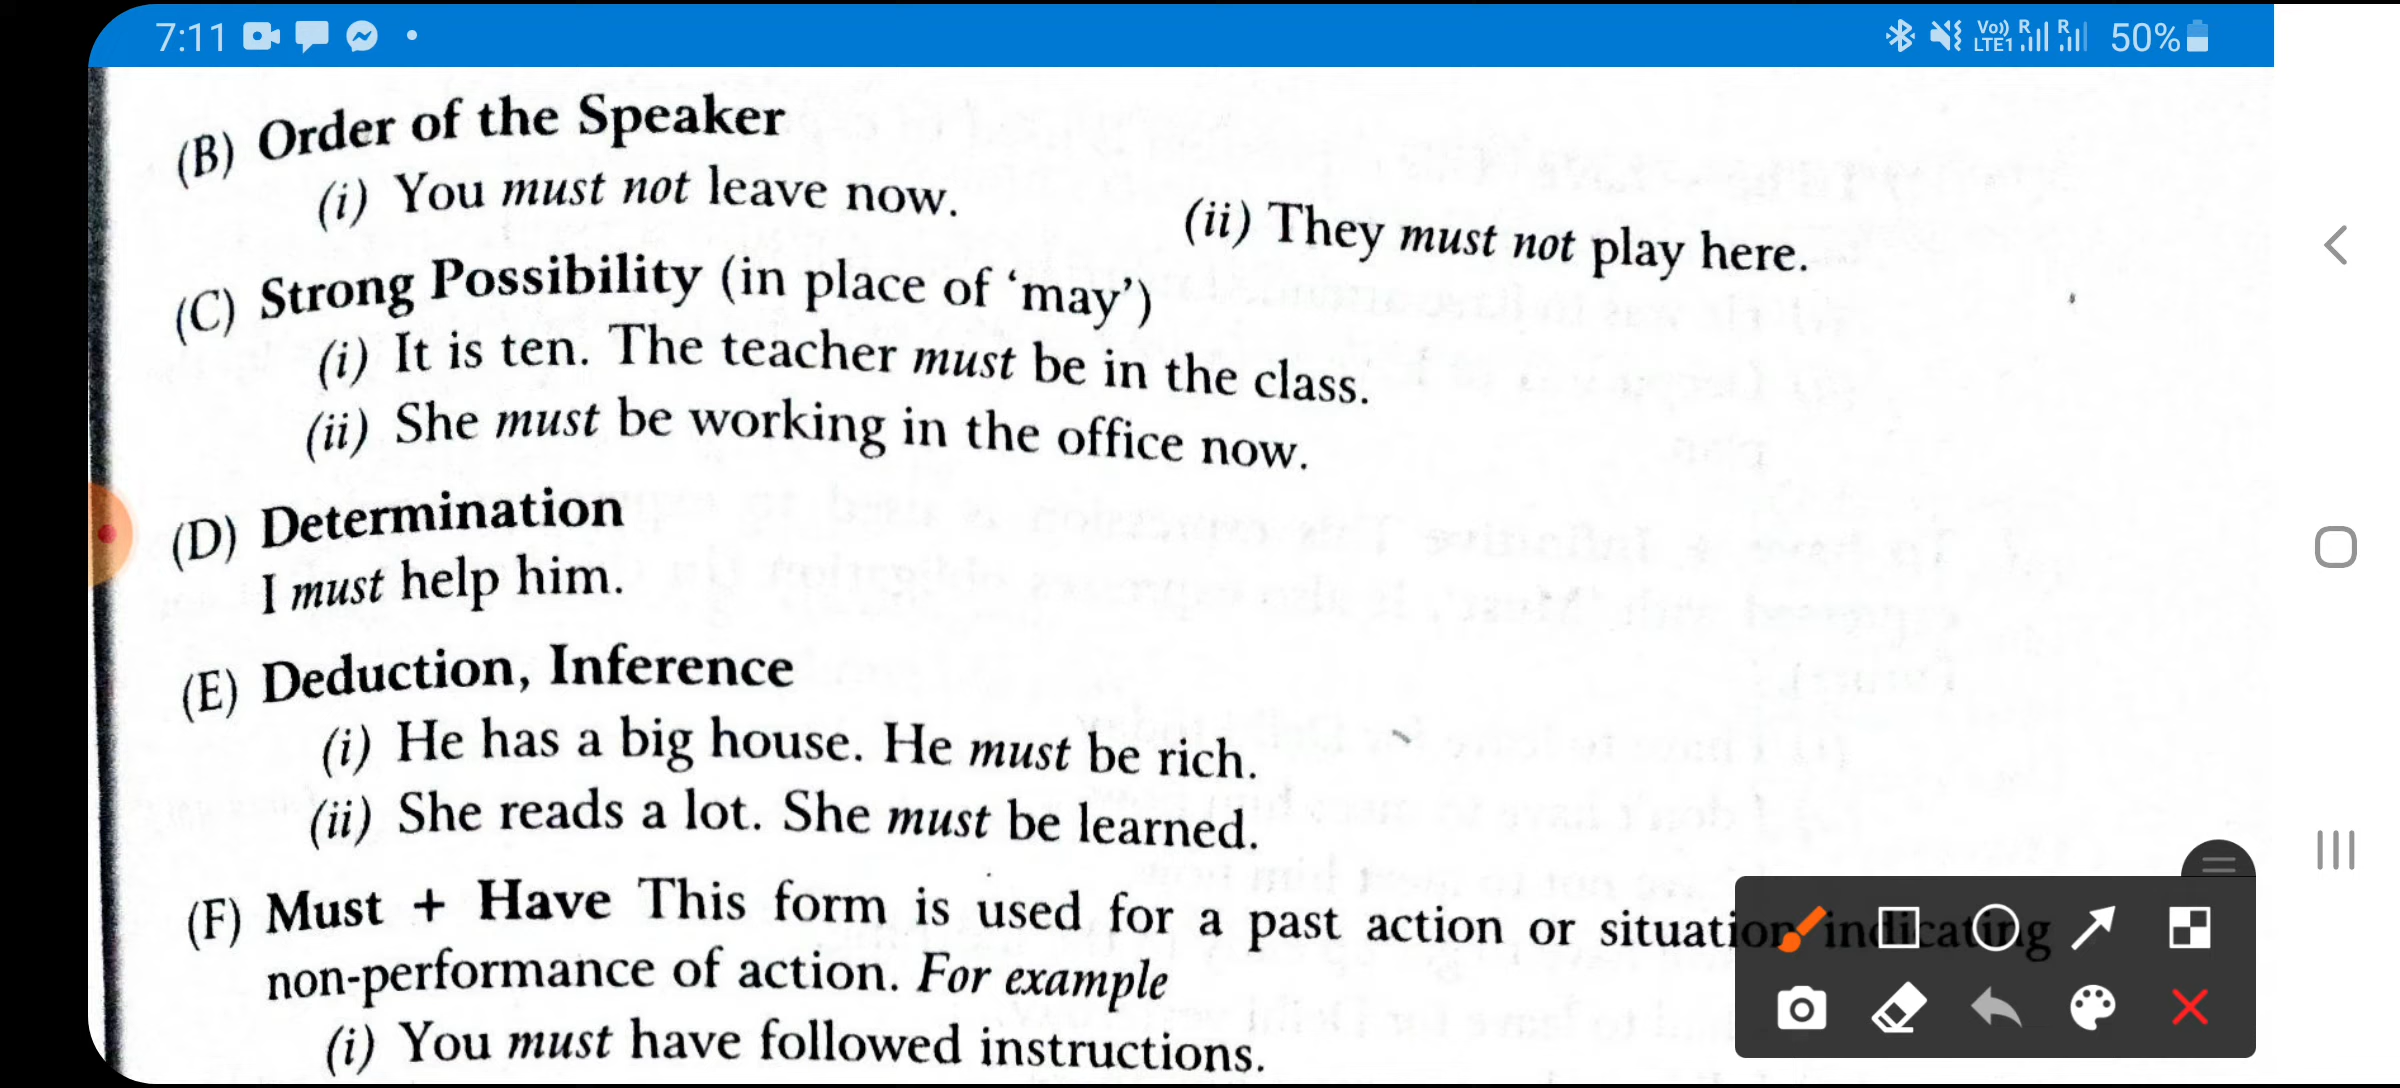 7:11
Vo)) R R
LTE1 50%
(B) Order of the Speaker
(i) You must not leave now. (ii) They must not play here.
(C) Strong Possibility (in place of ‘may’)
(i) It is ten. The teacher must be in the class.
(ii) She must be working in the office now.
(D) Determination
I must help him.
(E) Deduction, Inference
(i) He has a big house. He must be rich.
(ii) She reads a lot. She must be learned.
(F) Must + Have This form is used for a past action or situation indicating
non-performance of action. For example
(i) You must have followed instructions.